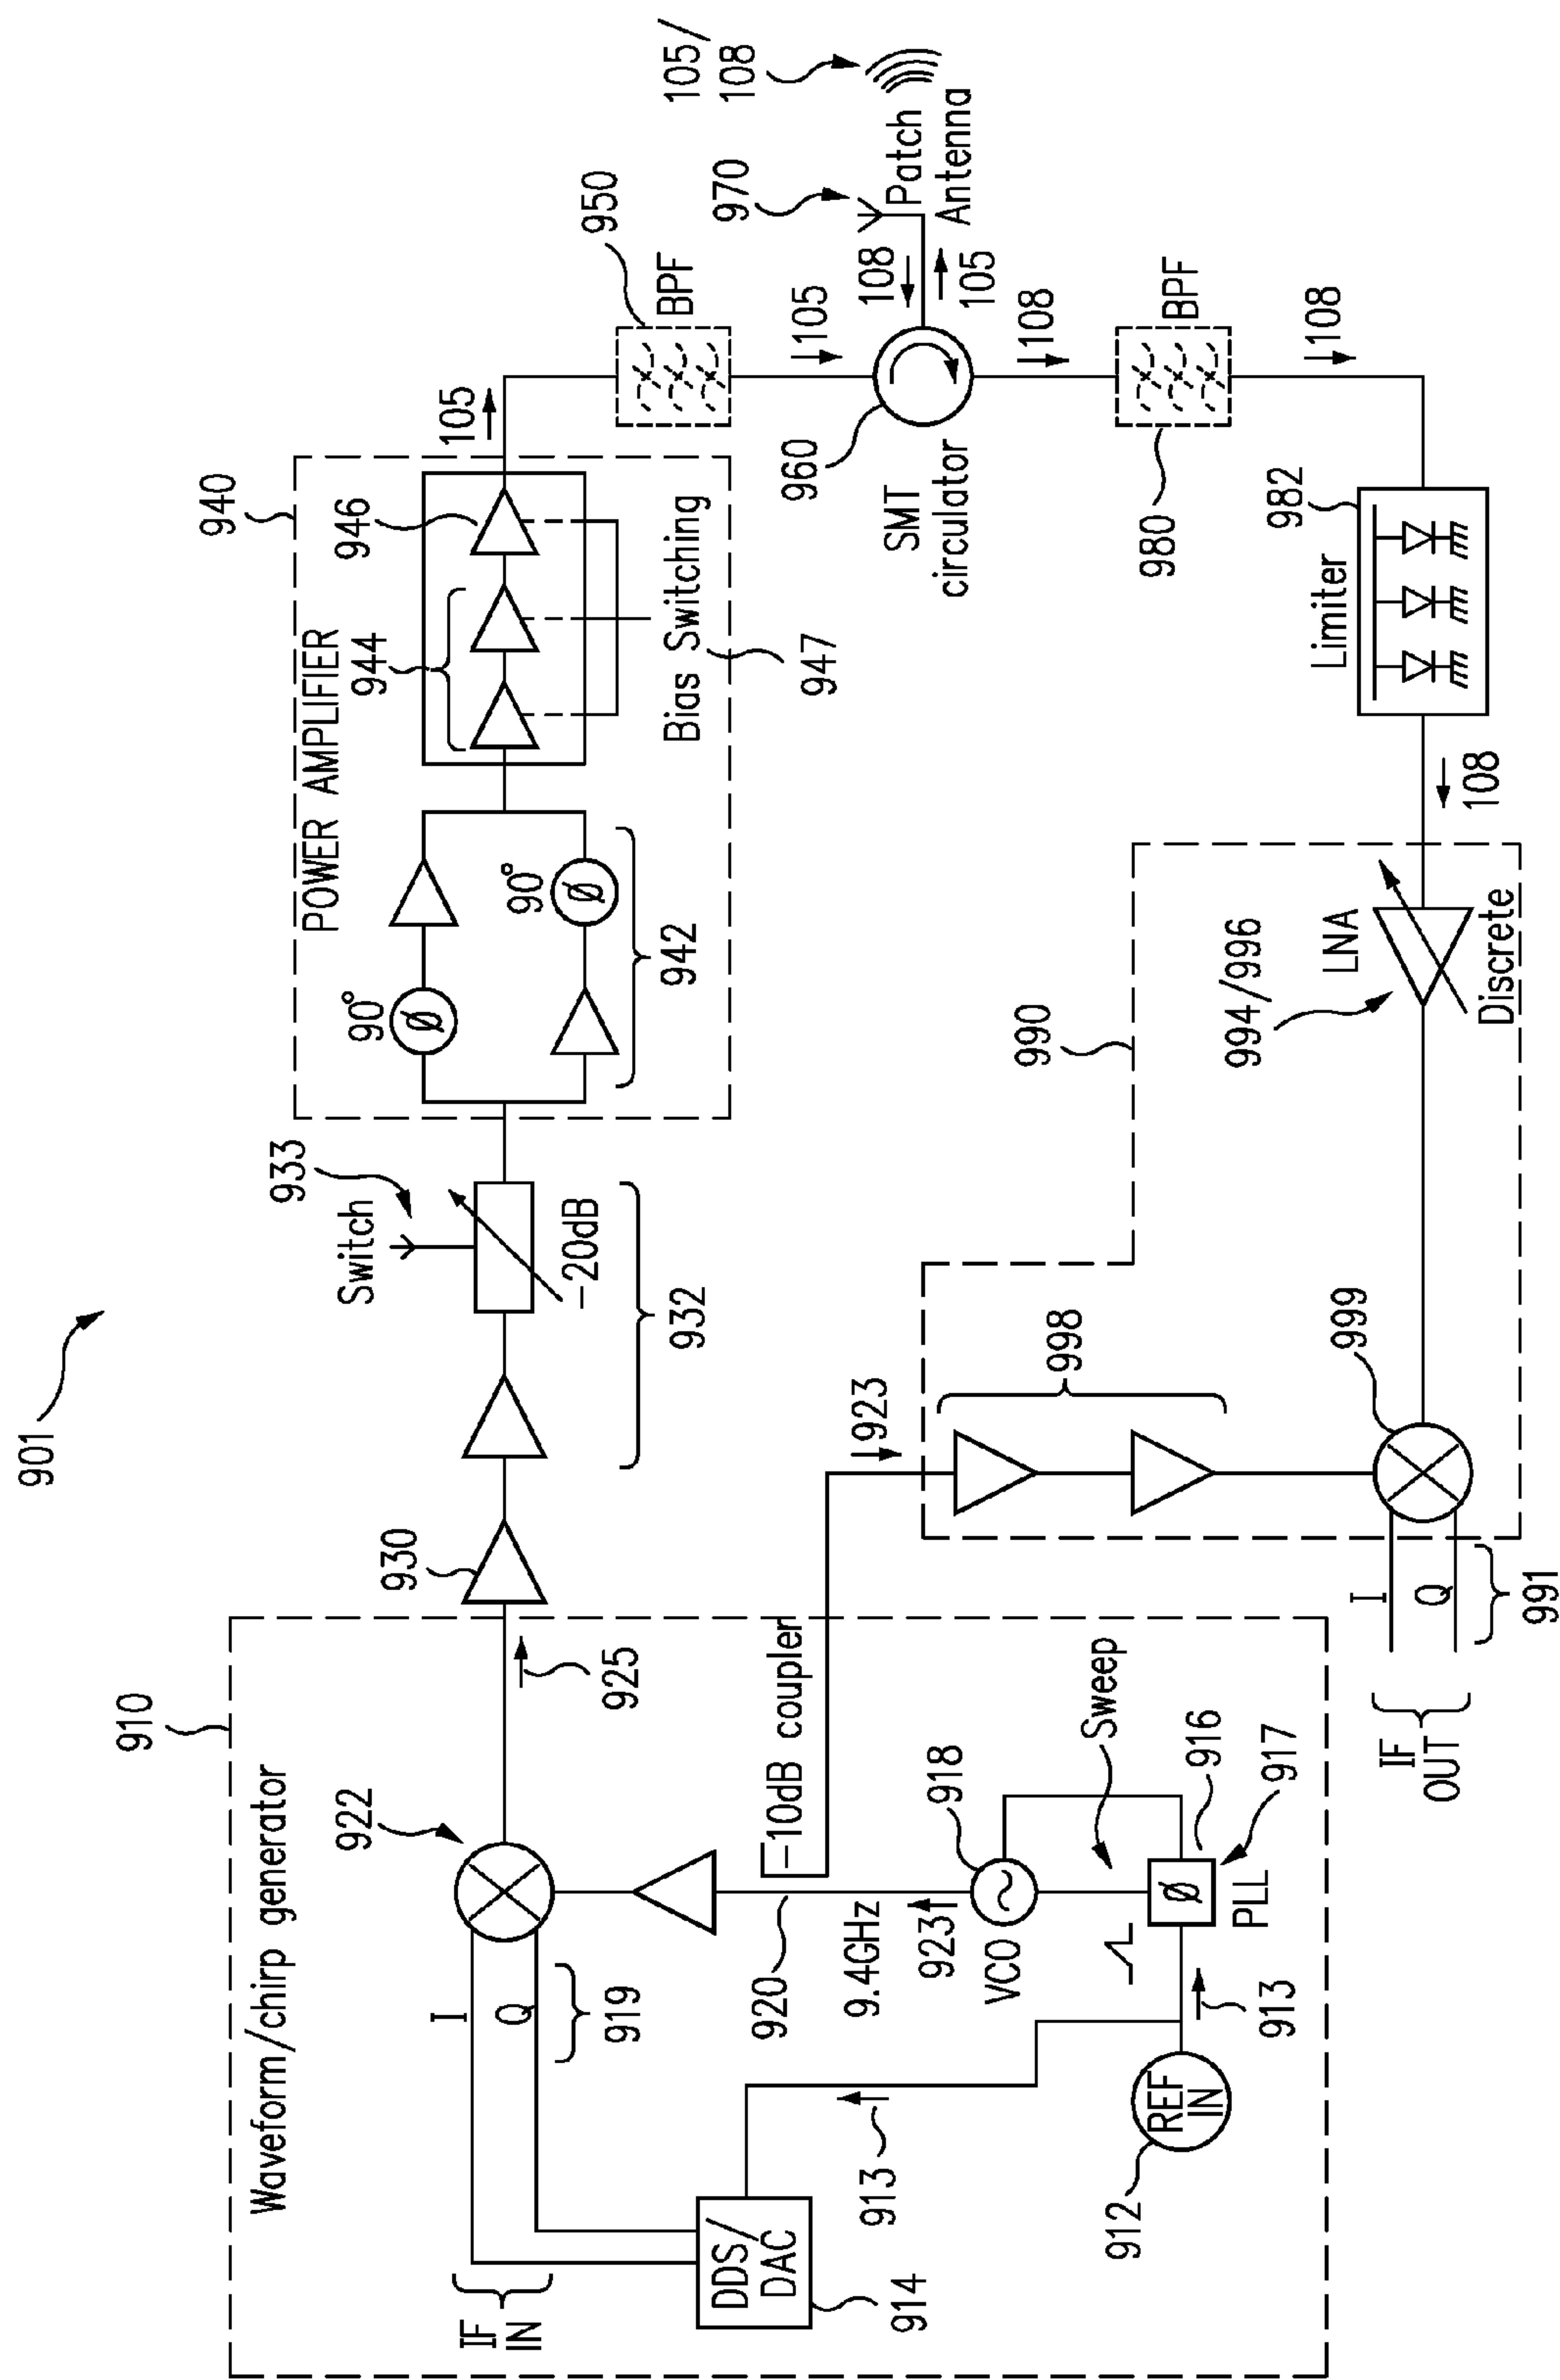 901
910
Waveform/chirp generator
IF
IN
I
Q
919
DDS/
DAC
914
913
912
REF
IN
913
PLL
917
916
Sweep
VCO
918
923
9.4GHz
920
-10dB coupler
922
925
930
932
Switch
933
-20dB
940
POWER AMPLIFIER
90°
Ø
90°
Ø
942
944
946
Bias Switching
947
105
950
BPF
105
960
SMT
circulator
108
105
970
Patch
Antenna
105/
108
108
BPF
980
108
982
Limiter
108
990
LNA
994/996
Discrete
923
998
999
I
Q
991
IF
OUT
Ø